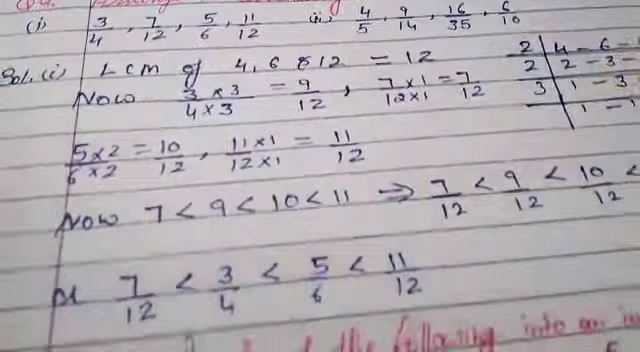 (i) 3/4, 7/12, 5/6, 11/12 (ii) 4/5, 9/14, 16/35, 6/10
Sol.(i) LCM of 4, 6 & 12 = 12
Now 3×3/4×3 = 9/12, 7×1/12×1 = 7/12
5×2/6×2 = 10/12, 11×1/12×1 = 11/12
2 | 4 - 6 -
2 | 2 - 3 -
3 | 1 - 3
1 - 1
Now 7 < 9 < 10 < 11 ⇒ 7/12 < 9/12 < 10/12 <
7/12 < 3/4 < 5/6 < 11/12
the following into an